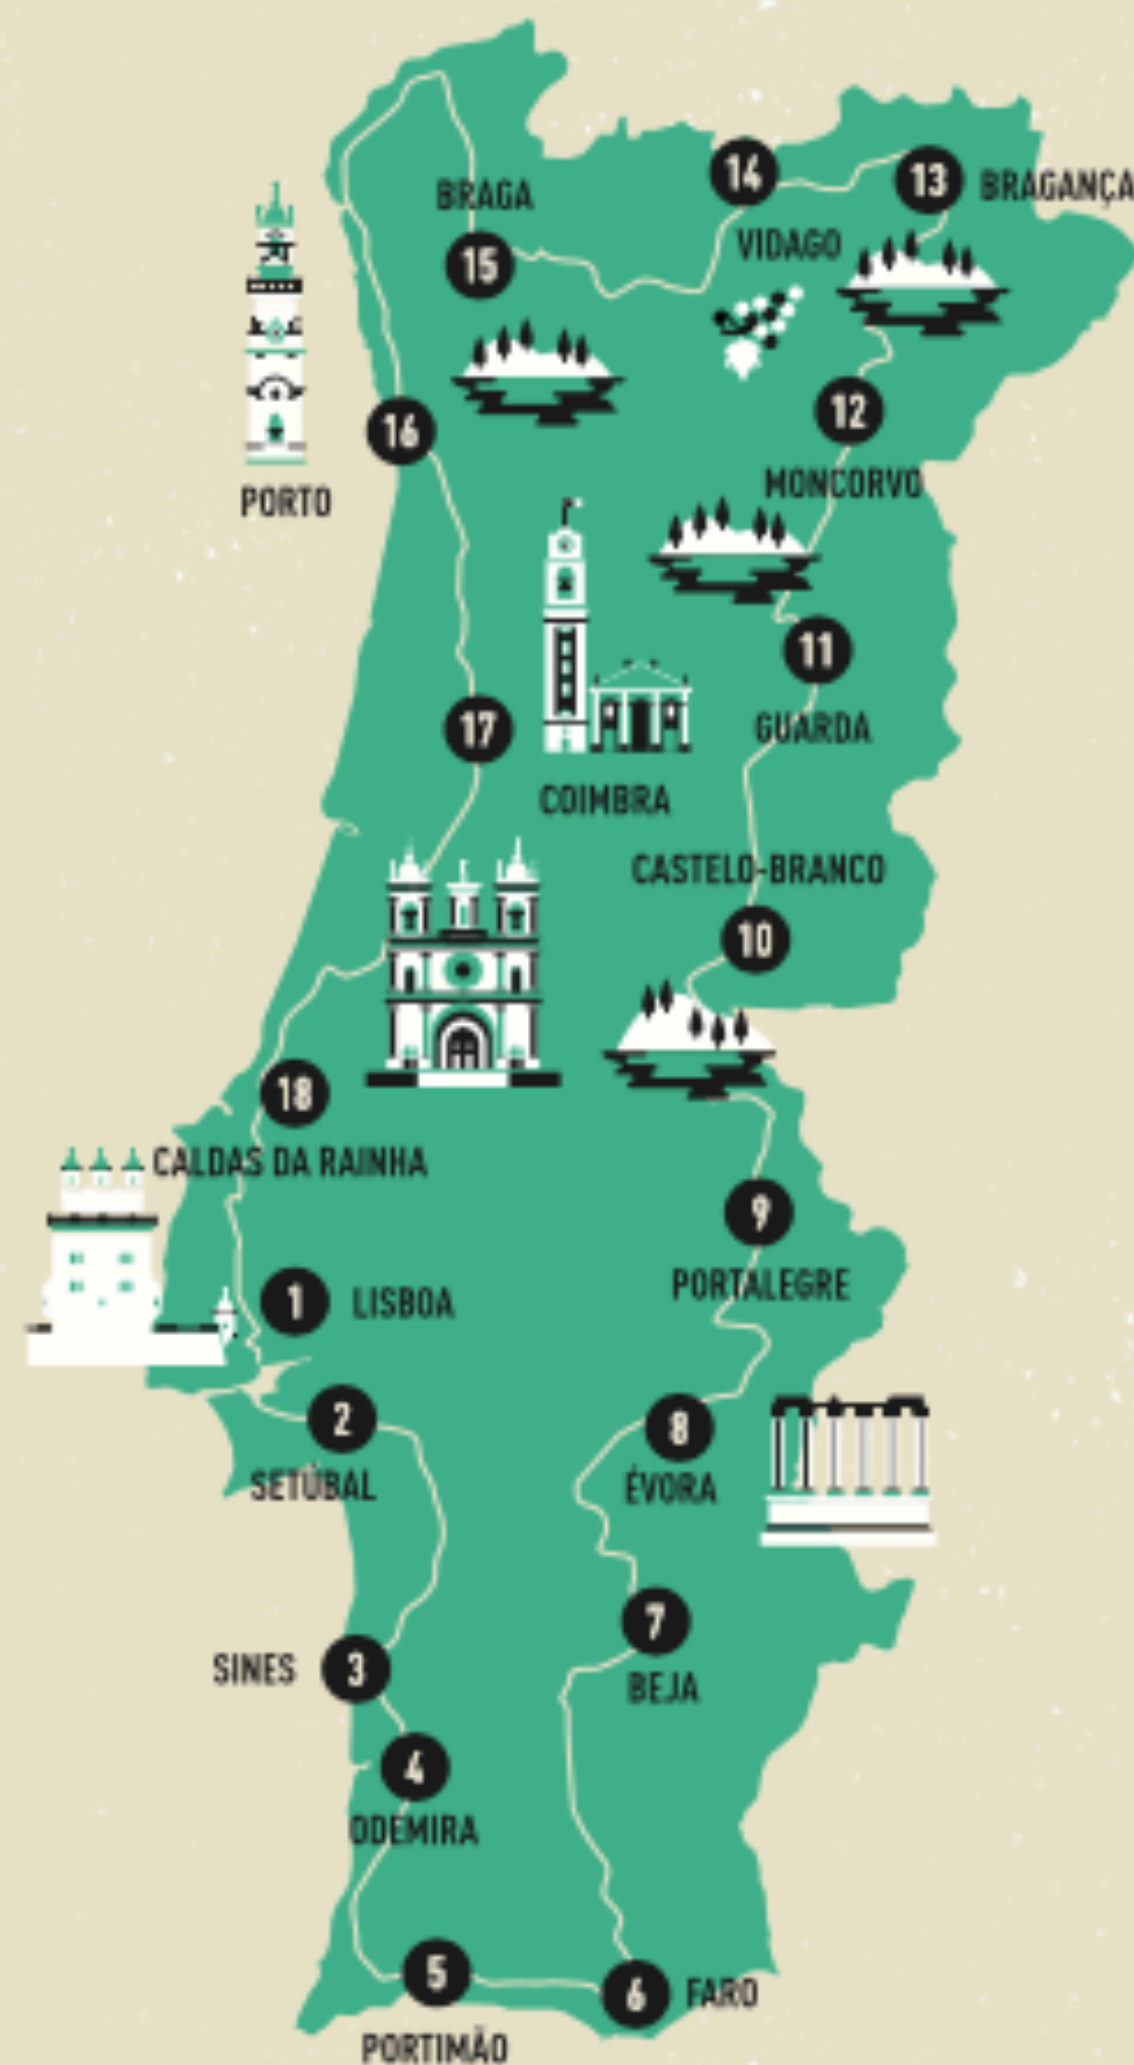 14
13 BRAGANÇA
BRAGA
VIDAGO
15
12
16
MONCORVO
PORTO
11
17
GUARDA
COIMBRA
CASTELO-BRANCO
10
18
CALDAS DA RAINHA
9
PORTALEGRE
1 LISBOA
2
8
SETÚBAL
ÉVORA
7
SINES 3
BEJA
4
ODEMIRA
5
6 FARO
PORTIMÃO